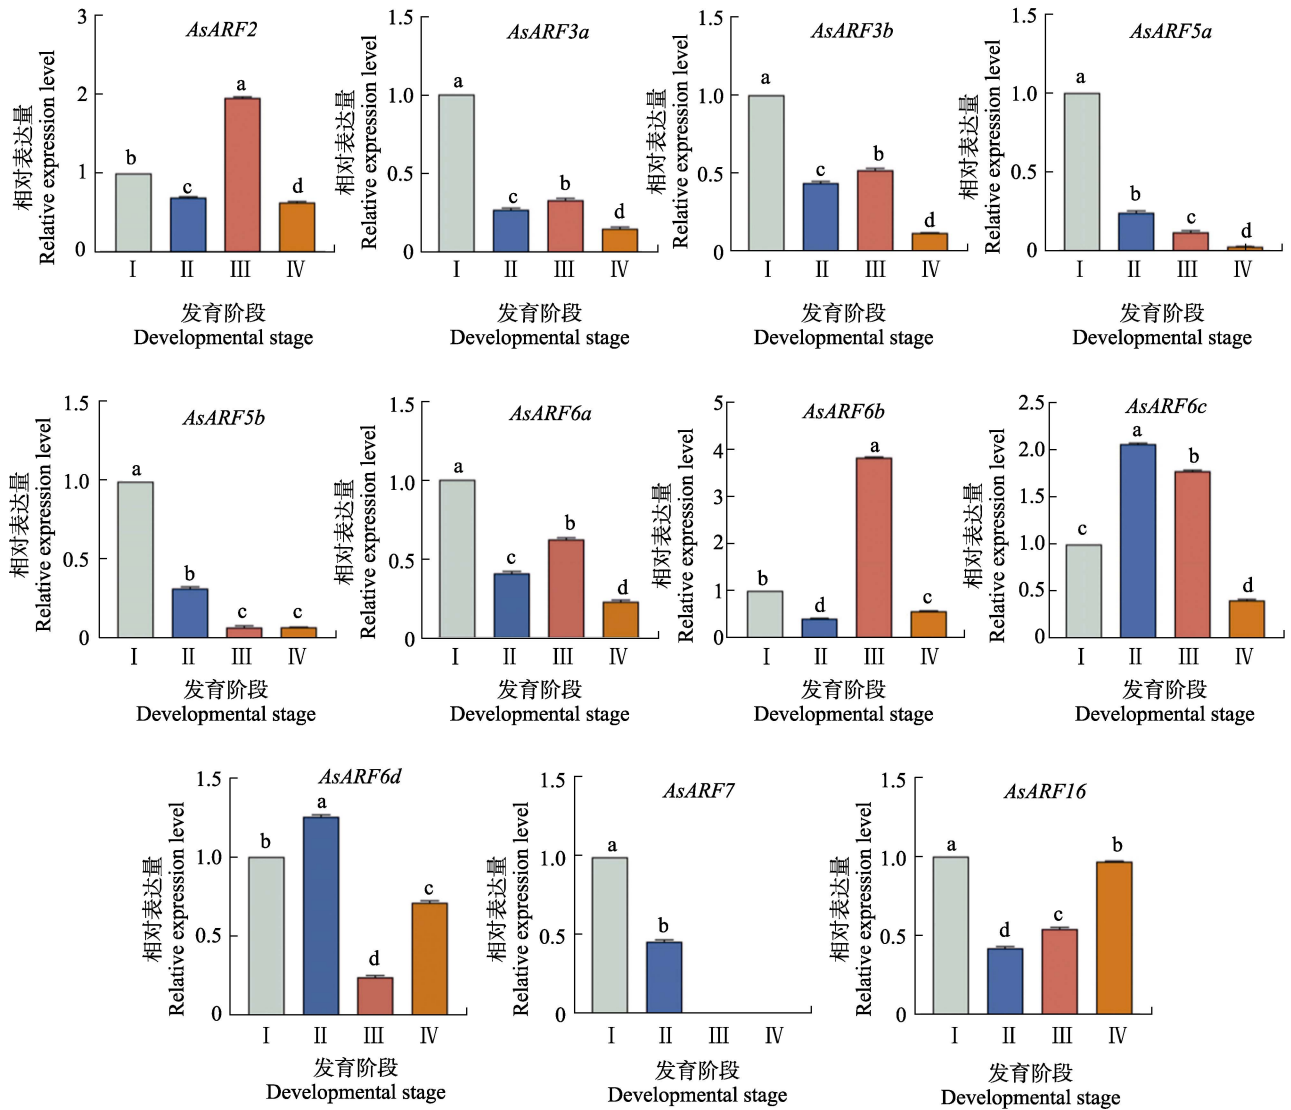 AsARF2
相对表达量
Relative expression level
3
2
1
0
b
c
a
d
I
II
III
IV
发育阶段
Developmental stage
AsARF3a
相对表达量
Relative expression level
1.5
1.0
0.5
0
a
c
b
d
I
II
III
IV
发育阶段
Developmental stage
AsARF3b
相对表达量
Relative expression level
1.5
1.0
0.5
0
a
c
b
d
I
II
III
IV
发育阶段
Developmental stage
AsARF5a
相对表达量
Relative expression level
1.5
1.0
0.5
0
a
b
c
d
I
II
III
IV
发育阶段
Developmental stage
AsARF5b
相对表达量
Relative expression level
1.5
1.0
0.5
0
a
b
c
c
I
II
III
IV
发育阶段
Developmental stage
AsARF6a
相对表达量
Relative expression level
1.5
1.0
0.5
0
a
c
b
d
I
II
III
IV
发育阶段
Developmental stage
AsARF6b
相对表达量
Relative expression level
5
4
3
2
1
0
b
d
a
c
I
II
III
IV
发育阶段
Developmental stage
AsARF6c
相对表达量
Relative expression level
2.5
2.0
1.5
1.0
0.5
0
c
a
b
d
I
II
III
IV
发育阶段
Developmental stage
AsARF6d
相对表达量
Relative expression level
1.5
1.0
0.5
0
b
a
d
c
I
II
III
IV
发育阶段
Developmental stage
AsARF7
相对表达量
Relative expression level
1.5
1.0
0.5
0
a
b
I
II
III
IV
发育阶段
Developmental stage
AsARF16
相对表达量
Relative expression level
1.5
1.0
0.5
0
a
d
c
b
I
II
III
IV
发育阶段
Developmental stage